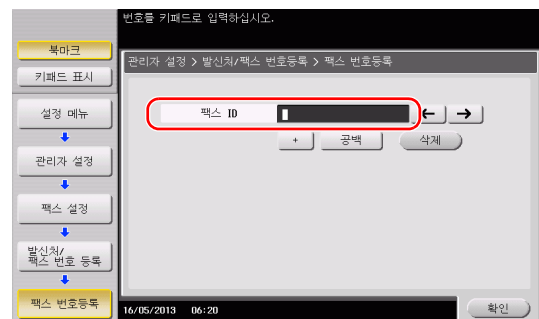 번호를 키패드로 입력하십시오.
북마크
키패드 표시
설정 메뉴
관리자 설정
팩스 설정
발신처/
팩스 번호 등록
팩스 번호등록
관리자 설정 > 발신처/팩스 번호등록 > 팩스 번호등록
팩스 ID
← →
+ 공백 삭제
16/05/2013 06:20
확인